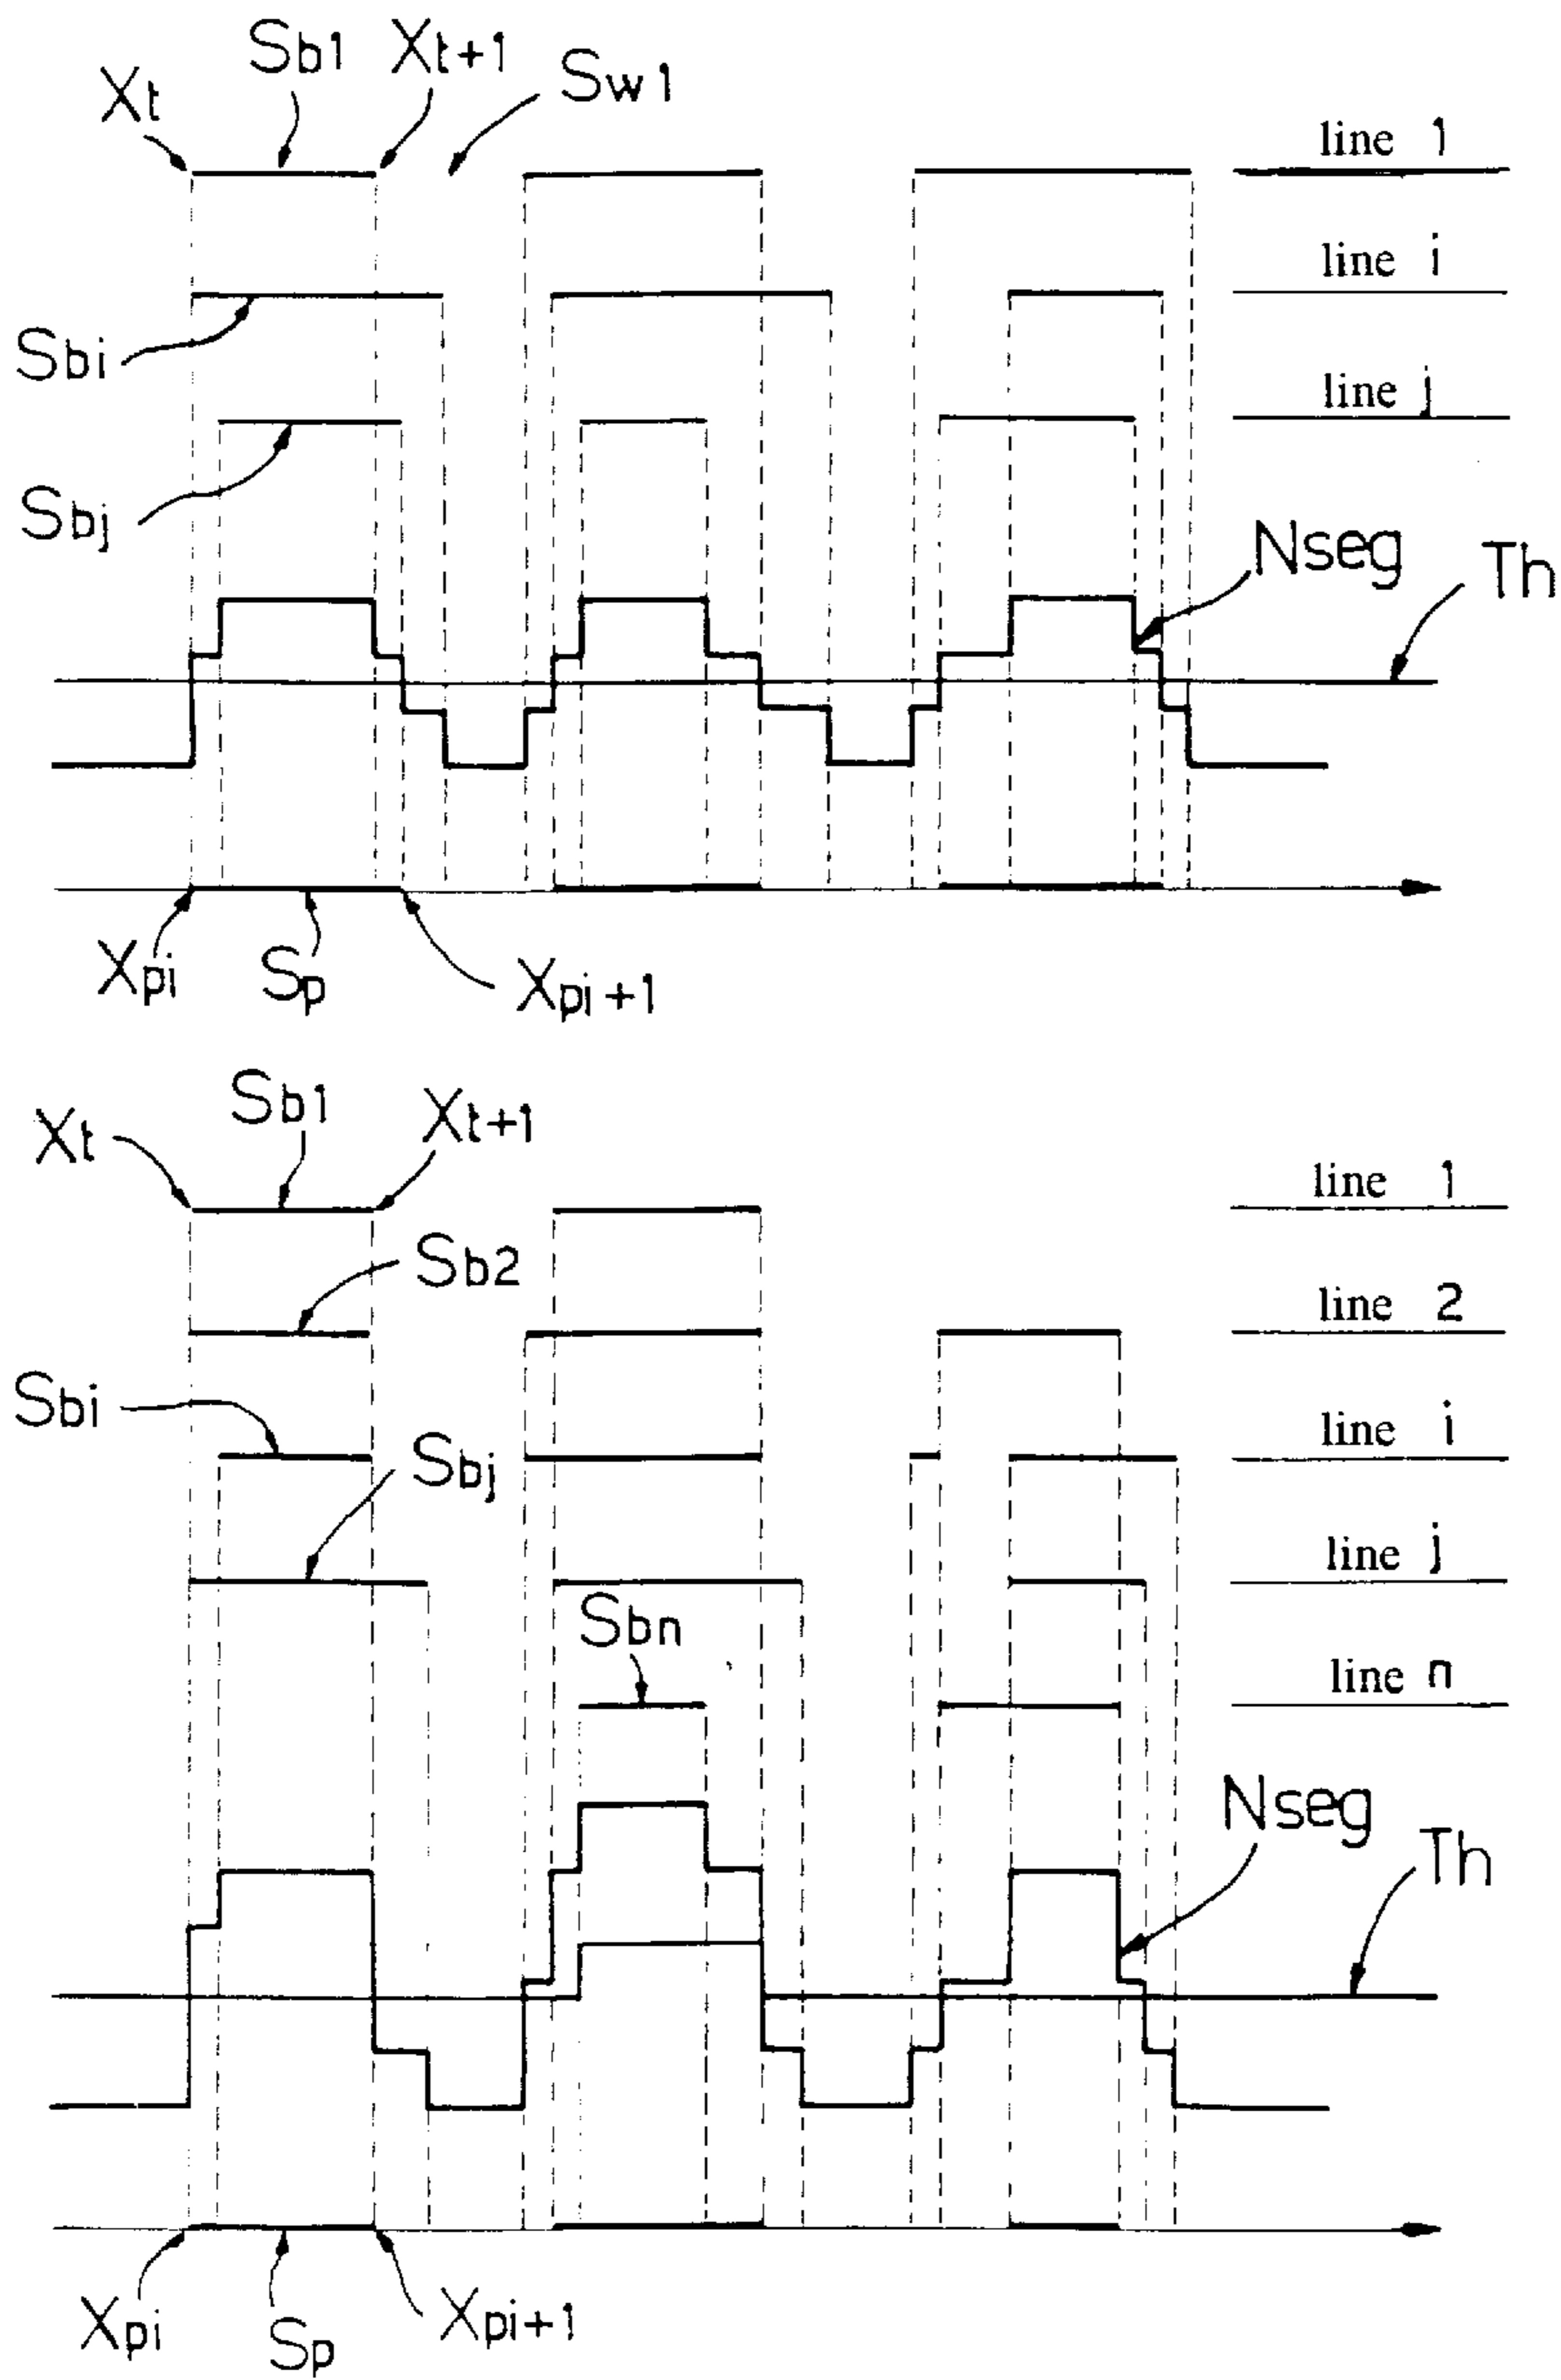 Xt
Sb1
Xt+1
Sw1
line 1
line i
Sbi
line j
Sbj
Nseg
Th
Xpi
Sp
Xpi+1
Xt
Sb1
Xt+1
line 1
Sb2
line 2
Sbi
line i
Sbj
line j
Sbn
line n
Nseg
Th
Xpi
Sp
Xpi+1